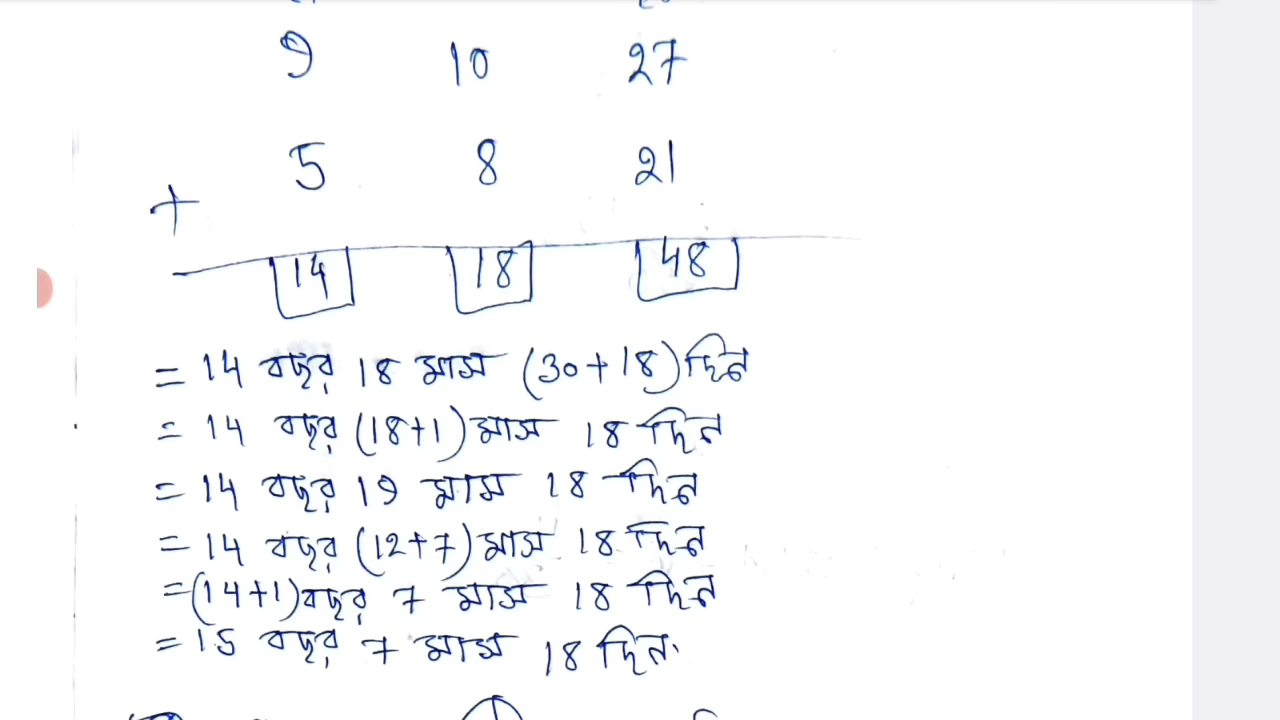 9 10 27
5 8 21
+
14 18 48
= 14 বছর 18 মাস (30+18) দিন
= 14 বছর (18+1) মাস 18 দিন
= 14 বছর 19 মাস 18 দিন
= 14 বছর (12+7) মাস 18 দিন
= (14+1) বছর 7 মাস 18 দিন
= 15 বছর 7 মাস 18 দিন.